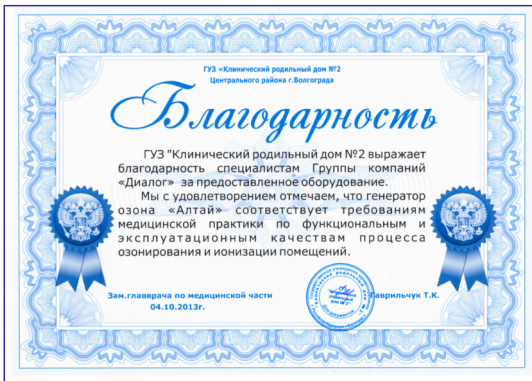 ГУЗ «Клинический родильный дом №2
Центрального района г.Волгограда
Благодарность
ГУЗ "Клинический родильный дом №2 выражает
благодарность специалистам Группы компаний
«Диалог» за предоставленное оборудование.
Мы с удовлетворением отмечаем, что генератор
озона «Алтай» соответствует требованиям
медицинской практики по функциональным и
эксплуатационным качествам процесса
озонирования и ионизации помещений.
Зам.главврача по медицинской части
Гаврильчук Т.К.
04.10.2013г.